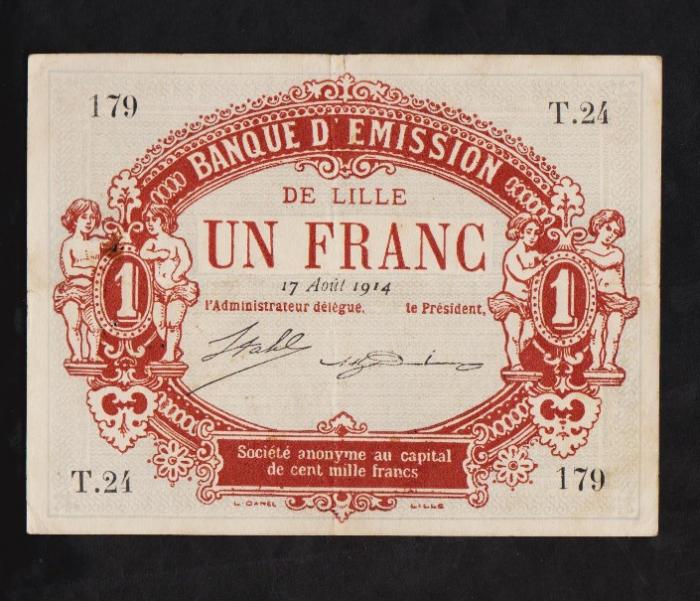 179 T.24
BANQUE D'EMISSION
DE LILLE
UN FRANC
1 1
17 Août 1914
l'Administrateur délégue. le Président,
Société anonyme au capital
de cent mille francs
T.24 179
L. DANEL LILLE